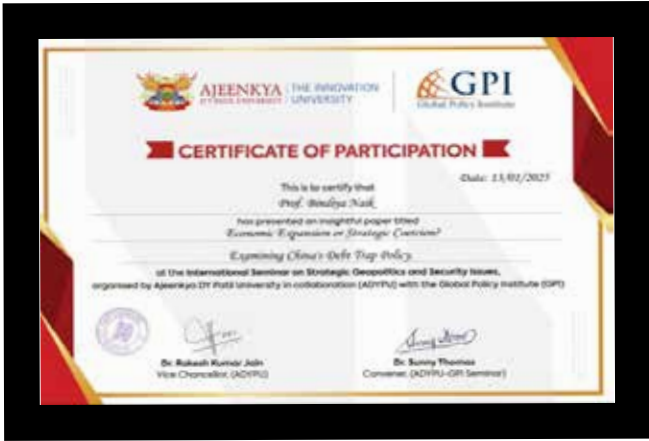 AJEENKYA
DY PATIL UNIVERSITY
THE INNOVATION
UNIVERSITY
GPI
Global Policy Institute
CERTIFICATE OF PARTICIPATION
Date: 13/01/2025
This is to certify that
Prof. Bindiya Naik
has presented an insightful paper titled
Economic Expansion or Strategic Coercion?
Examining China's Debt Trap Policy
at the International Seminar on Strategic Geopolitics and Security Issues,
organised by Ajeenkya DY Patil University in collaboration (ADYPU) with the Global Policy Institute (GPI)
Dr. Rakesh Kumar Jain
Vice Chancellor, (ADYPU)
Dr. Sunny Thomas
Convener, (ADYPU-GPI Seminar)